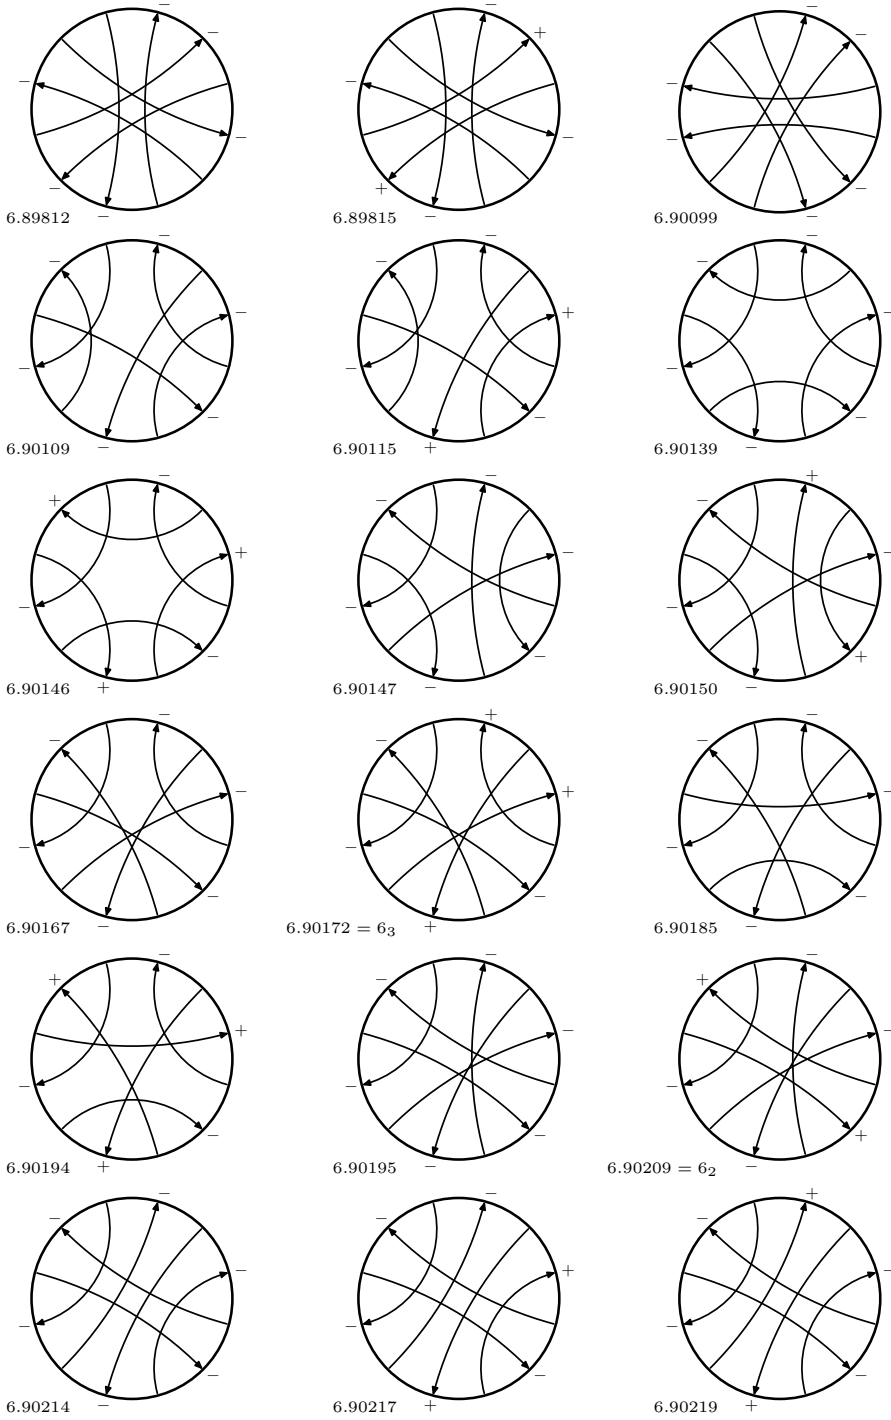 − − + −
− − − − − −
− + −
6.89812 − 6.89815 − 6.90099 −
− − − − − −
− + −
− − −
− − −
6.90109 − 6.90115 + 6.90139 −
− − +
+ − −
+ − −
− − −
− − +
6.90146 + 6.90147 − 6.90150 −
− + −
− − −
− + −
− − −
− − −
6.90167 − 6.90172 = 6₃ + 6.90185 −
− − −
+ − +
+ − −
− − −
− − +
6.90194 + 6.90195 − 6.90209 = 6₂ −
− − +
− − −
− + −
− − −
− − −
6.90214 − 6.90217 + 6.90219 +